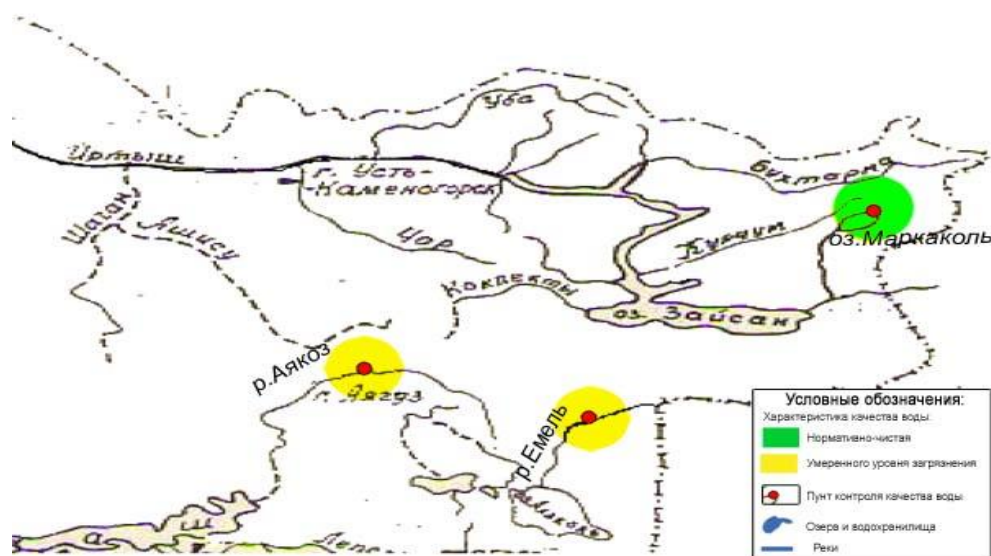 Уба
Иртыш
г. Усть-
Каменогорск
Бухтарма
Шаган
Ащису
Чар
Курчум
оз.Маркаколь
Кокпекты
оз. Зайсан
р.Аякоз
г. Аягуз
р.Емель
Условные обозначения:
Характеристика качества воды:
Нормативно-чистая
Умеренного уровня загрязнения
Пункт контроля качества воды
Озера и водохранилища
Реки